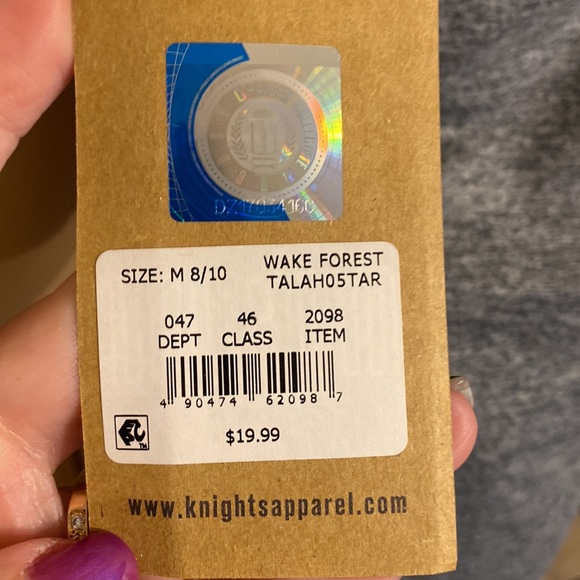 SIZE: M 8/10 WAKE FOREST
TALAH05TAR
047 46 2098
DEPT CLASS ITEM
4 90474 62098 7
TM
$19.99
www.knightsapparel.com